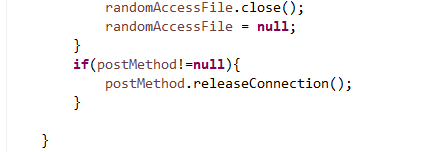 randomAccessFile.close();
randomAccessFile = null;
}
if(postMethod!=null){
postMethod.releaseConnection();
}
}